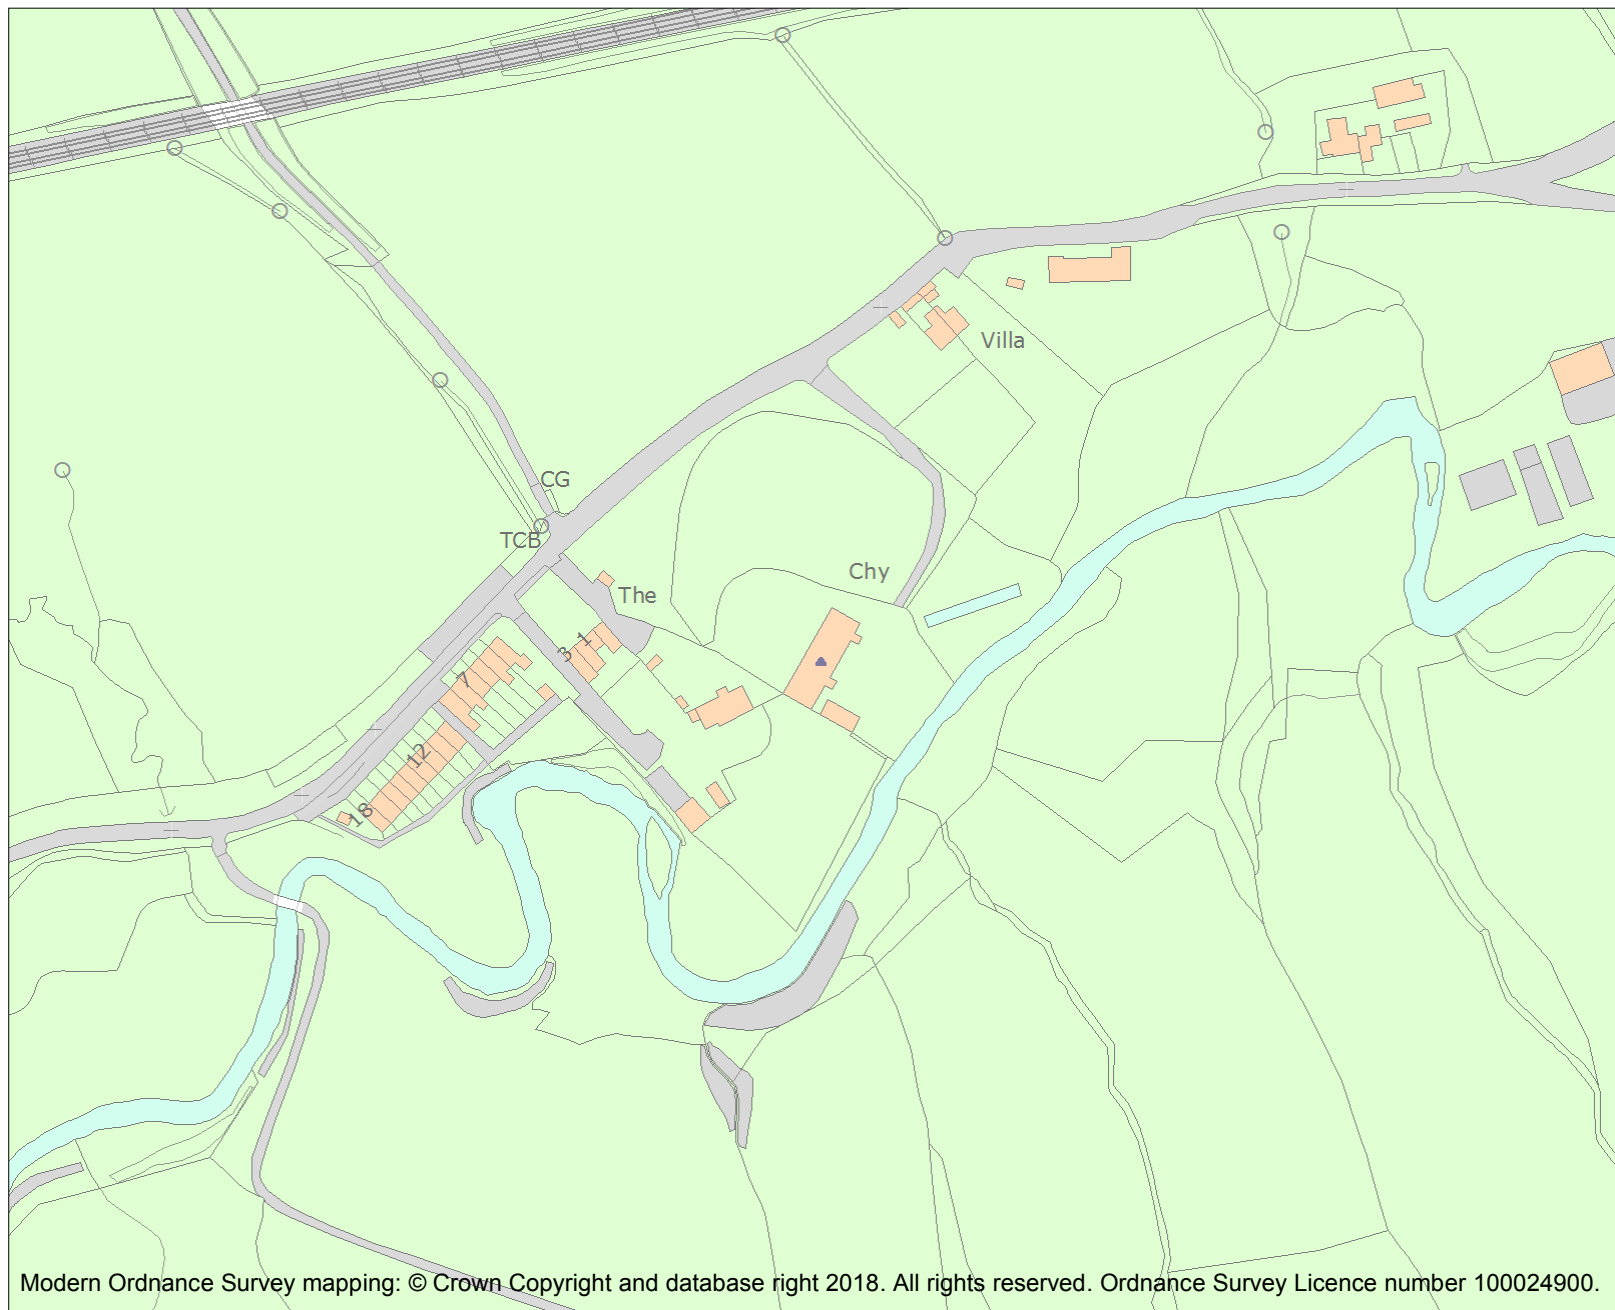 Villa
CG
TCB
Chy
The
1
3
7
12
18
Modern Ordnance Survey mapping: © Crown Copyright and database right 2018. All rights reserved. Ordnance Survey Licence number 100024900.